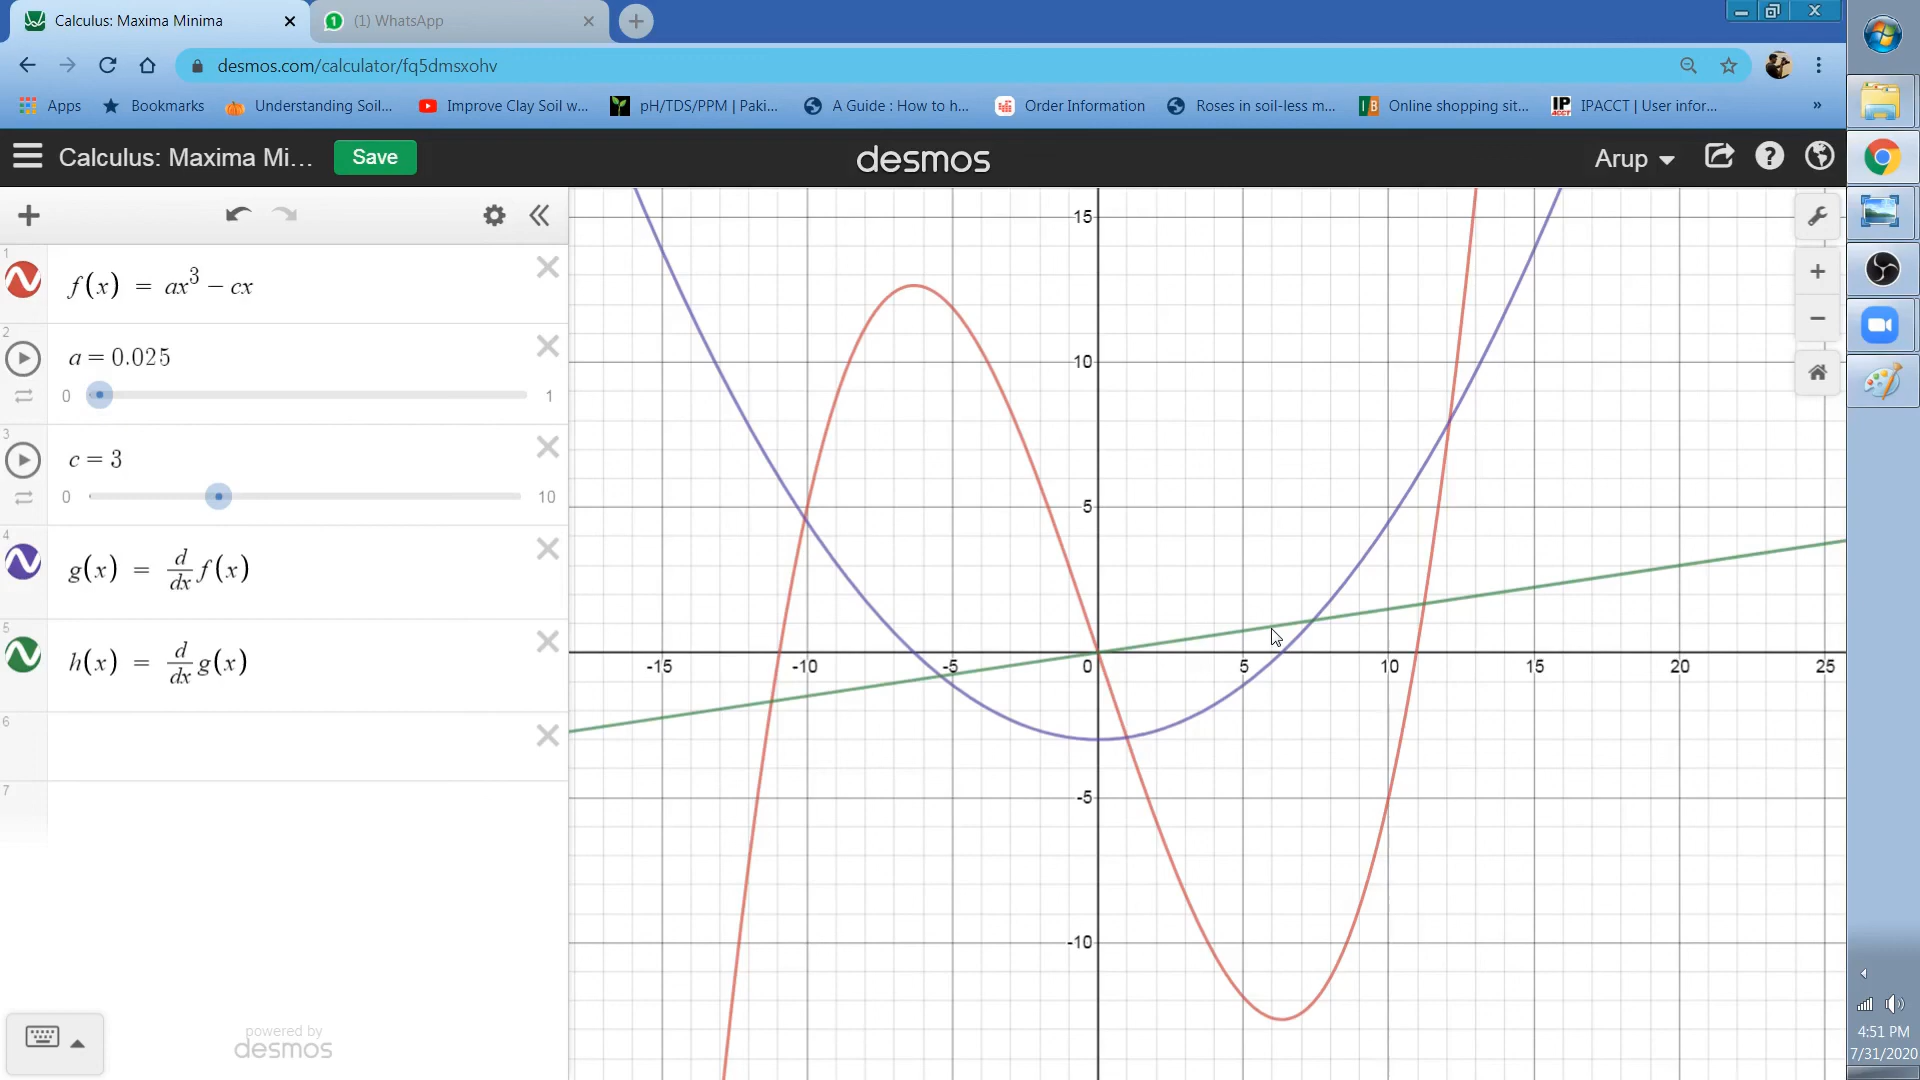 Calculus: Maxima Minima
(1) WhatsApp
desmos.com/calculator/fq5dmsxohv
Apps Bookmarks Understanding Soil... Improve Clay Soil w... pH/TDS/PPM | Paki... A Guide : How to h... Order Information Roses in soil-less m... IB Online shopping sit... IP ACCT IPACCT | User infor... »
Calculus: Maxima Mi... Save desmos Arup
1
f(x) = ax³ − cx
2
a = 0.025
0 1
3
c = 3
0 10
4
g(x) = d/dx f(x)
5
h(x) = d/dx g(x)
6
7
powered by
desmos
15
10
5
-15 -10 -5 0 5 10 15 20 25
-5
-10
4:51 PM
7/31/2020